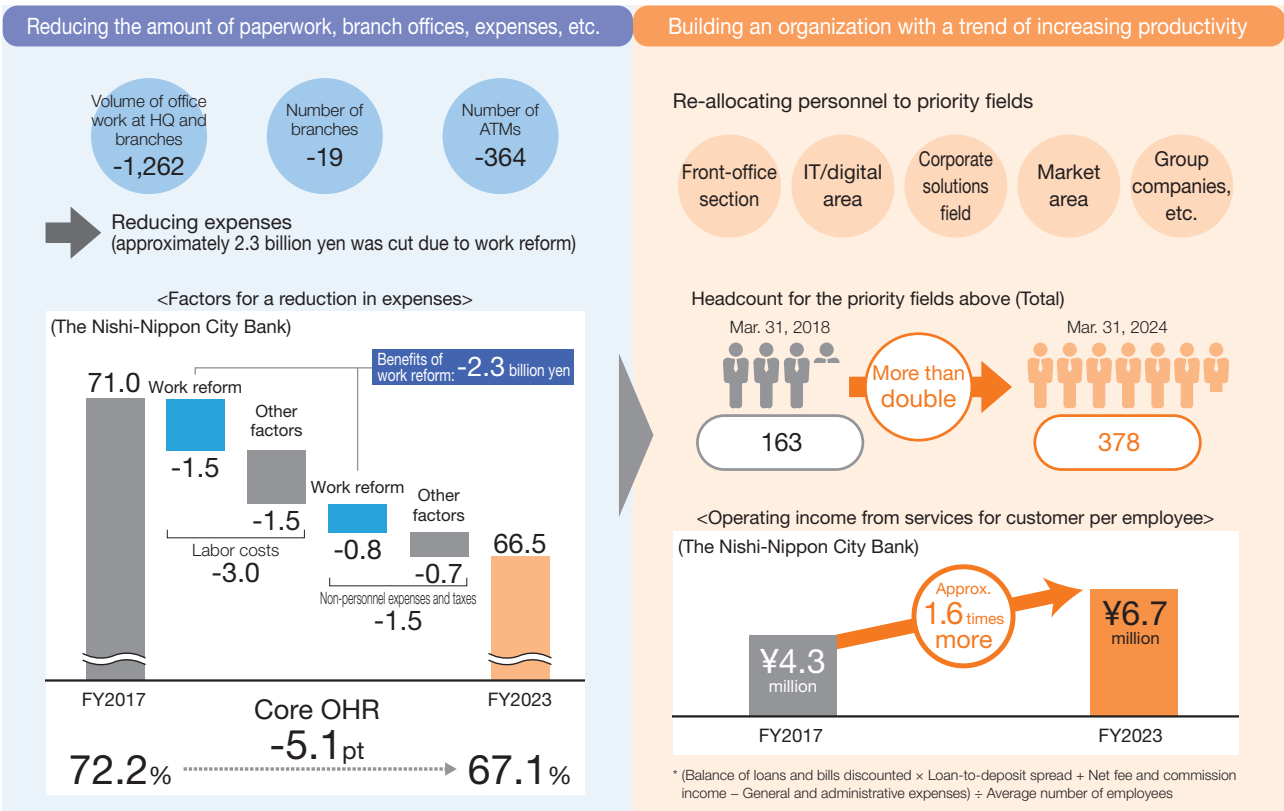 Reducing the amount of paperwork, branch offices, expenses, etc.
Volume of office
work at HQ and
branches
-1,262
Number of
branches
-19
Number of
ATMs
-364
Reducing expenses
(approximately 2.3 billion yen was cut due to work reform)
<Factors for a reduction in expenses>
(The Nishi-Nippon City Bank)
Benefits of
work reform: -2.3 billion yen
71.0
Work reform
-1.5
Other
factors
-1.5
Labor costs
-3.0
Work reform
-0.8
Other
factors
-0.7
Non-personnel expenses and taxes
-1.5
66.5
FY2017
FY2023
Core OHR
-5.1pt
72.2%
67.1%
Building an organization with a trend of increasing productivity
Re-allocating personnel to priority fields
Front-office
section
IT/digital
area
Corporate
solutions
field
Market
area
Group
companies,
etc.
Headcount for the priority fields above (Total)
Mar. 31, 2018
163
More than
double
Mar. 31, 2024
378
<Operating income from services for customer per employee>
(The Nishi-Nippon City Bank)
¥4.3
million
Approx.
1.6 times
more
¥6.7
million
FY2017
FY2023
* (Balance of loans and bills discounted × Loan-to-deposit spread + Net fee and commission
income – General and administrative expenses) ÷ Average number of employees